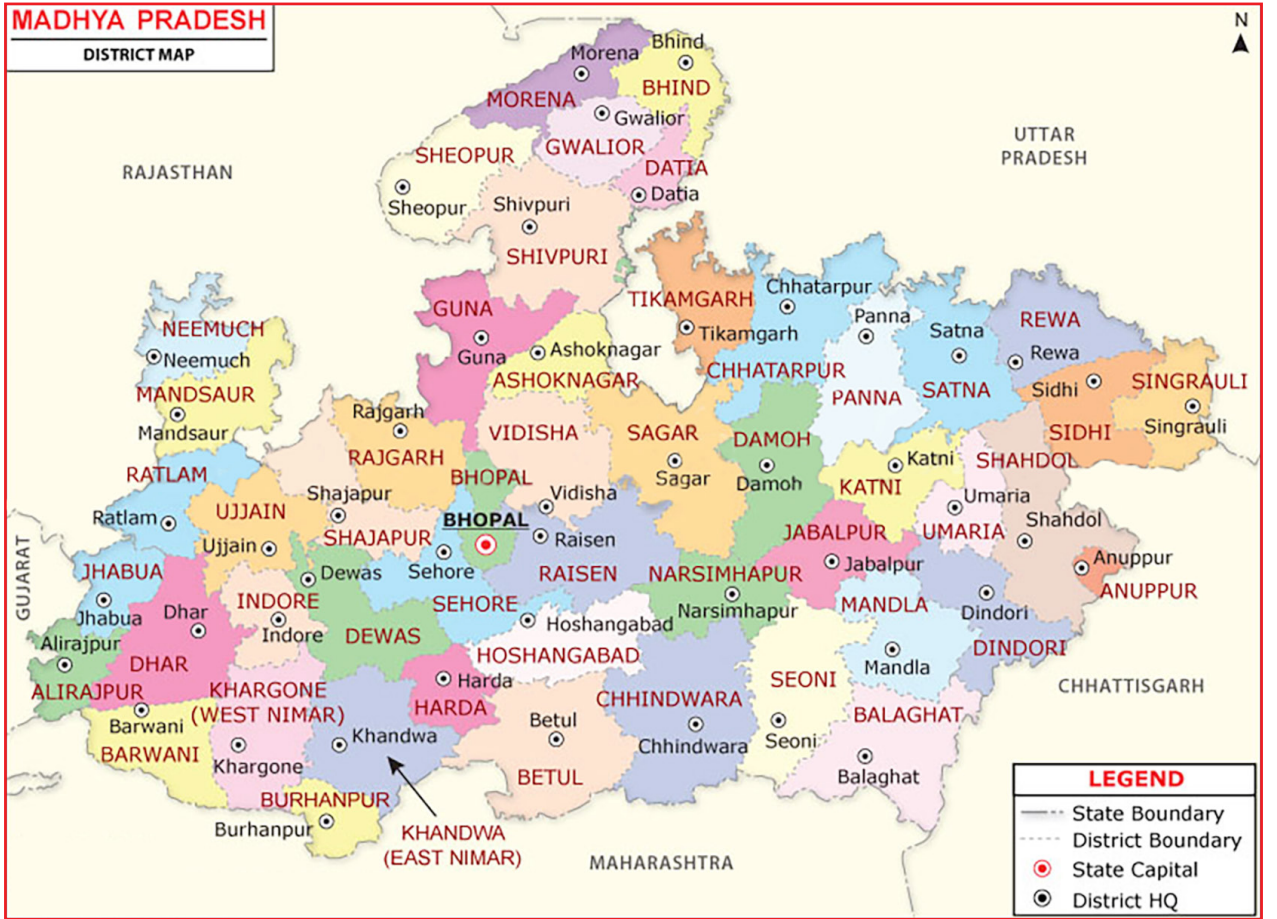 MADHYA PRADESH
DISTRICT MAP
N
Morena
Bhind
MORENA
BHIND
Gwalior
GWALIOR
UTTAR
PRADESH
SHEOPUR
DATIA
RAJASTHAN
Sheopur
Datia
Shivpuri
SHIVPURI
GUNA
TIKAMGARH
Chhatarpur
Panna
Satna
REWA
NEEMUCH
Neemuch
Guna
Ashoknagar
Tikamgarh
Rewa
ASHOKNAGAR
CHHATARPUR
PANNA
SATNA
Sidhi
SINGRAULI
MANDSAUR
Mandsaur
Rajgarh
RAJGARH
VIDISHA
SAGAR
DAMOH
Singrauli
SIDHI
RATLAM
BHOPAL
Sagar
Damoh
Katni
KATNI
SHAHDOL
Shajapur
Vidisha
Umaria
UJJAIN
Ratlam
BHOPAL
SHAJAPUR
Raisen
JABALPUR
UMARIA
Shahdol
Ujjain
Sehore
RAISEN
Jabalpur
Anuppur
GUJARAT
JHABUA
Dewas
NARSIMHAPUR
ANUPPUR
INDORE
SEHORE
Narsimhapur
MANDLA
Dindori
Jhabua
Dhar
Indore
DEWAS
Hoshangabad
Alirajpur
HOSHANGABAD
DINDORI
DHAR
Mandla
ALIRAJPUR
KHARGONE
(WEST NIMAR)
Harda
HARDA
SEONI
CHHATTISGARH
CHHINDWARA
BALAGHAT
Barwani
Khandwa
Betul
Chhindwara
Seoni
BARWANI
Khargone
BETUL
Balaghat
BURHANPUR
Burhanpur
KHANDWA
(EAST NIMAR)
MAHARASHTRA
LEGEND
State Boundary
District Boundary
State Capital
District HQ